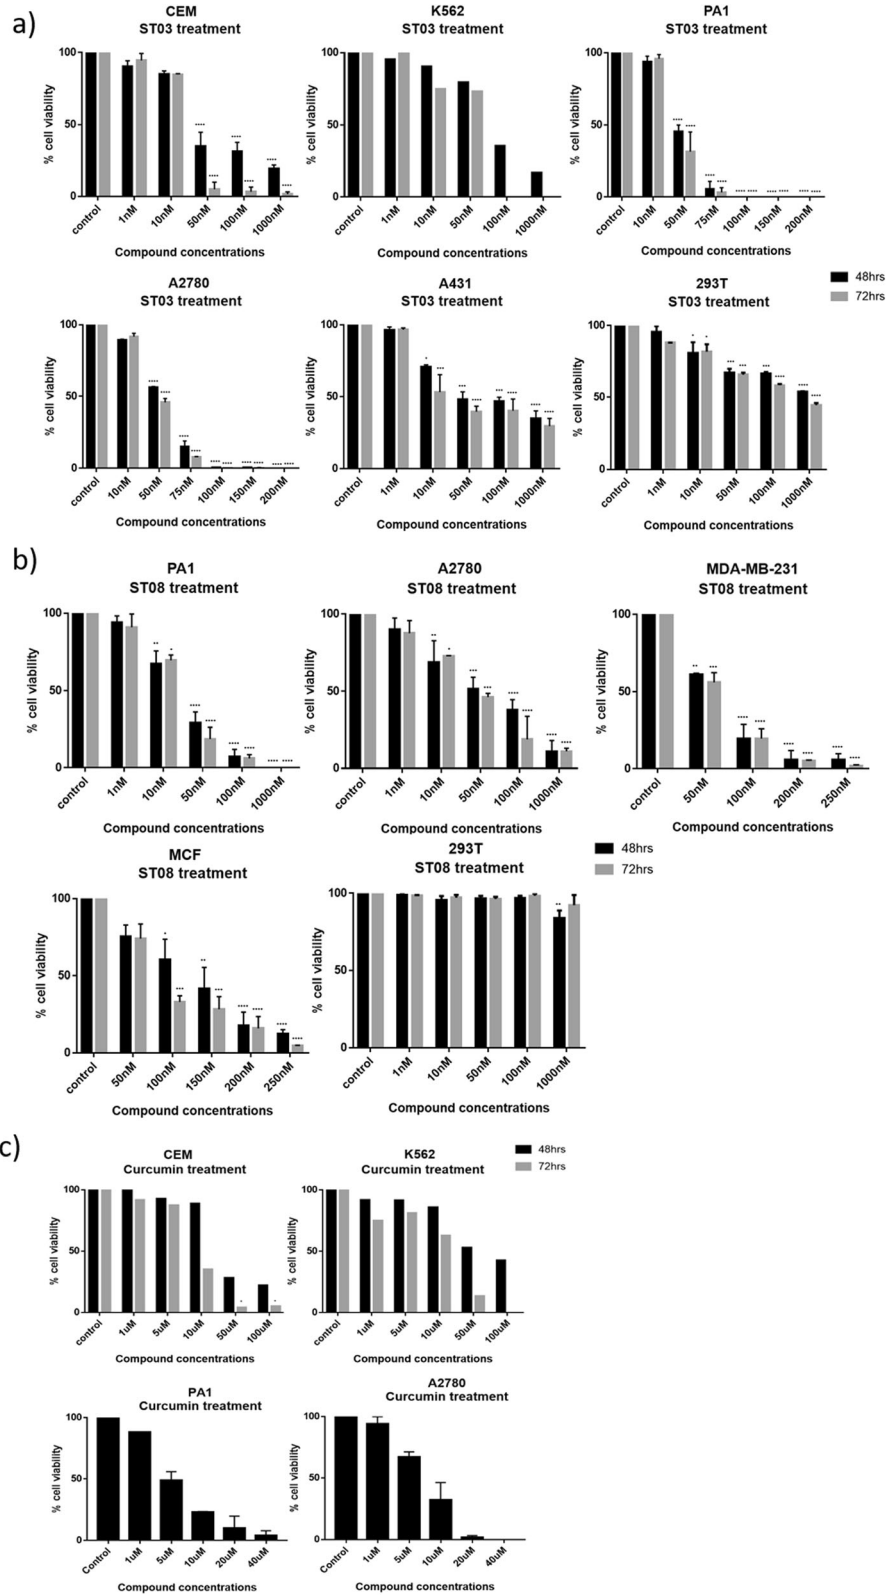 a)
CEM
ST03 treatment
% cell viability
100
50
0
control 1nM 10nM 50nM 100nM 1000nM
**** **** **** **** **** ****
Compound concentrations
K562
ST03 treatment
% cell viability
100
50
0
control 1nM 10nM 50nM 100nM 1000nM
Compound concentrations
PA1
ST03 treatment
% cell viability
100
50
0
control 10nM 50nM 75nM 100nM 150nM 200nM
**** **** **** **** **** **** **** **** **** ****
Compound concentrations
48hrs
72hrs
A2780
ST03 treatment
% cell viability
100
50
0
control 10nM 50nM 75nM 100nM 150nM 200nM
**** **** **** **** **** **** **** **** **** ****
Compound concentrations
A431
ST03 treatment
% cell viability
100
50
0
control 1nM 10nM 50nM 100nM 1000nM
* *** *** **** *** **** **** ****
Compound concentrations
293T
ST03 treatment
% cell viability
100
50
0
control 1nM 10nM 50nM 100nM 1000nM
* * *** *** *** **** **** ****
Compound concentrations
b)
PA1
ST08 treatment
% cell viability
100
50
0
control 1nM 10nM 50nM 100nM 1000nM
** * **** **** **** **** **** ****
Compound concentrations
A2780
ST08 treatment
% cell viability
100
50
0
control 1nM 10nM 50nM 100nM 1000nM
** * *** *** **** **** **** ****
Compound concentrations
MDA-MB-231
ST08 treatment
% cell viability
100
50
0
control 50nM 100nM 200nM 250nM
** *** **** **** **** **** **** ****
Compound concentrations
48hrs
72hrs
MCF
ST08 treatment
% cell viability
100
50
0
control 50nM 100nM 150nM 200nM 250nM
* *** ** *** **** **** **** ****
Compound concentrations
293T
ST08 treatment
% cell viability
100
50
0
control 1nM 10nM 50nM 100nM 1000nM
**
Compound concentrations
c)
CEM
Curcumin treatment
% cell viability
100
50
0
control 1uM 5uM 10uM 50uM 100uM
* *
Compound concentrations
K562
Curcumin treatment
% cell viability
100
50
0
control 1uM 5uM 10uM 50uM 100uM
Compound concentrations
48hrs
72hrs
PA1
Curcumin treatment
% cell viability
100
50
0
Control 1uM 5uM 10uM 20uM 40uM
Compound concentrations
A2780
Curcumin treatment
% cell viability
100
50
0
Control 1uM 5uM 10uM 20uM 40uM
Compound concentrations